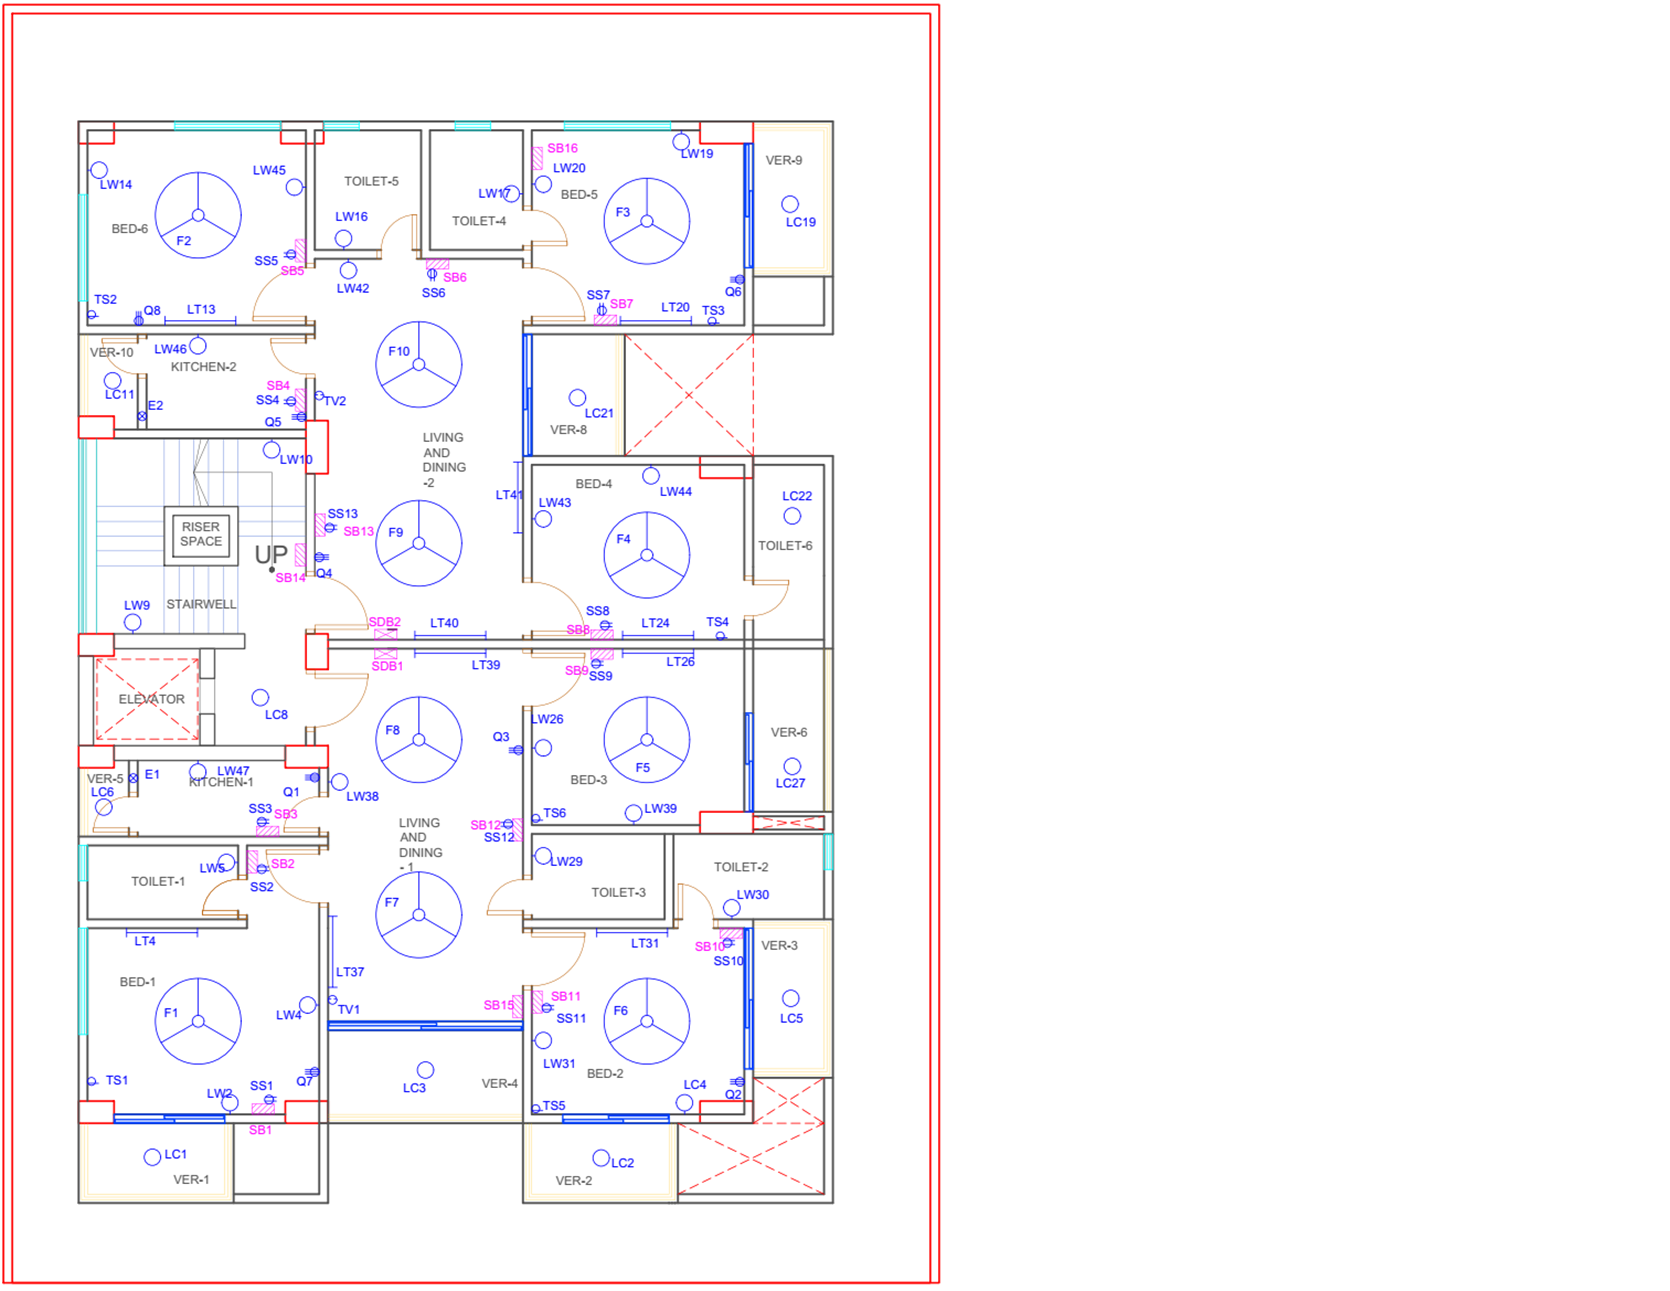 LW14
LW45
BED-6
F2
SS5
SB5
TS2
Q8
LT13
TOILET-5
LW16
LW42
LW17
TOILET-4
SB6
SS6
SB16
LW20
BED-5
F3
LW19
VER-9
LC19
Q6
SS7
SB7
LT20
TS3
VER-10
LW46
KITCHEN-2
LC11
E2
SB4
SS4
Q5
TV2
F10
LC21
VER-8
LIVING
AND
DINING
-2
LW10
RISER
SPACE
UP
SS13
SB13
SB14
Q4
F9
LT41
BED-4
LW43
LW44
F4
LC22
TOILET-6
LW9
STAIRWELL
SDB2
LT40
SS8
SB8
LT24
TS4
SDB1
LT39
SB9
SS9
LT26
ELEVATOR
LC8
F8
Q3
LW26
F5
BED-3
VER-6
LC27
VER-5
E1
LW47
KITCHEN-1
LC6
Q1
LW38
SS3
SB3
LIVING
AND
DINING
- 1
SB12
SS12
TS6
LW39
LW5
SB2
SS2
TOILET-1
F7
LW29
TOILET-3
TOILET-2
LW30
LT4
BED-1
F1
LW4
LT37
TV1
SB15
LT31
SB10
SS10
VER-3
SB11
SS11
F6
LC5
LW31
BED-2
TS1
LW2
SS1
Q7
SB1
LC3
VER-4
TS5
LC4
Q2
LC1
VER-1
LC2
VER-2